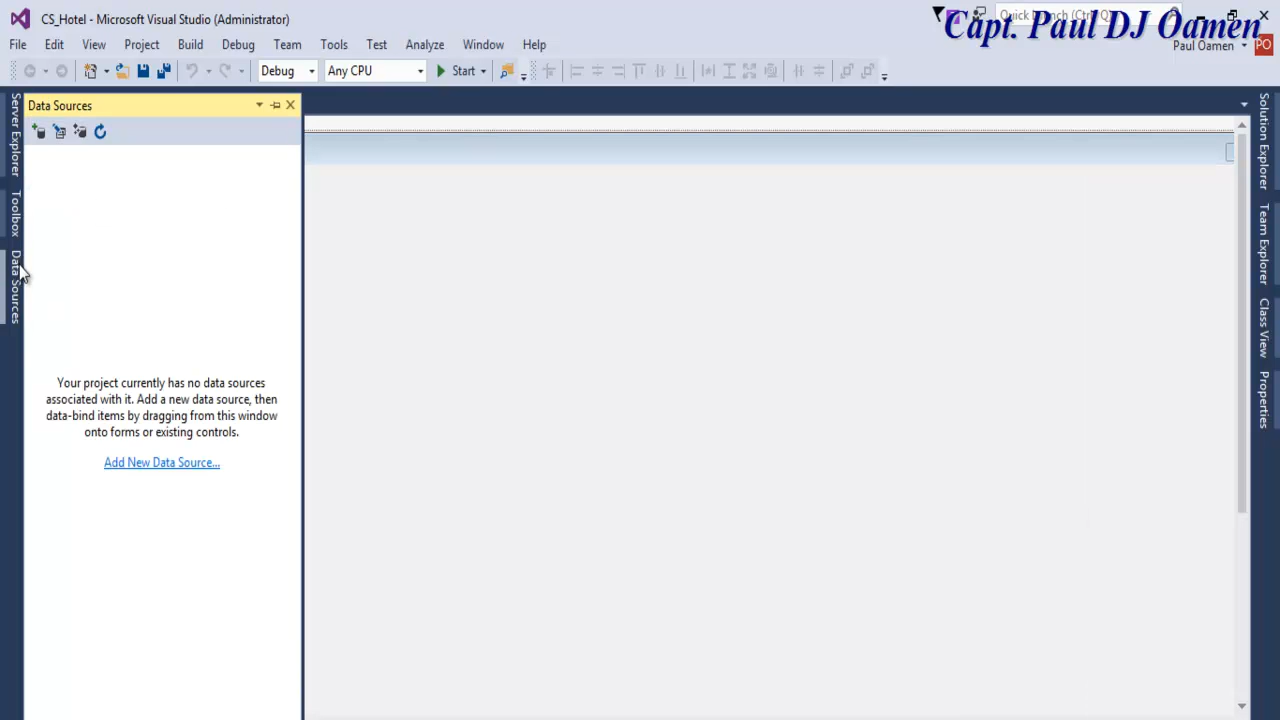 CS_Hotel - Microsoft Visual Studio (Administrator)
Quick Launch (Ctrl+Q)
Capt. Paul DJ Oamen
File Edit View Project Build Debug Team Tools Test Analyze Window Help
Paul Oamen
PO
Debug
Any CPU
Start
Data Sources
Server Explorer
Toolbox
Data Sources
Your project currently has no data sources
associated with it. Add a new data source, then
data-bind items by dragging from this window
onto forms or existing controls.
Add New Data Source...
Solution Explorer
Team Explorer
Class View
Properties